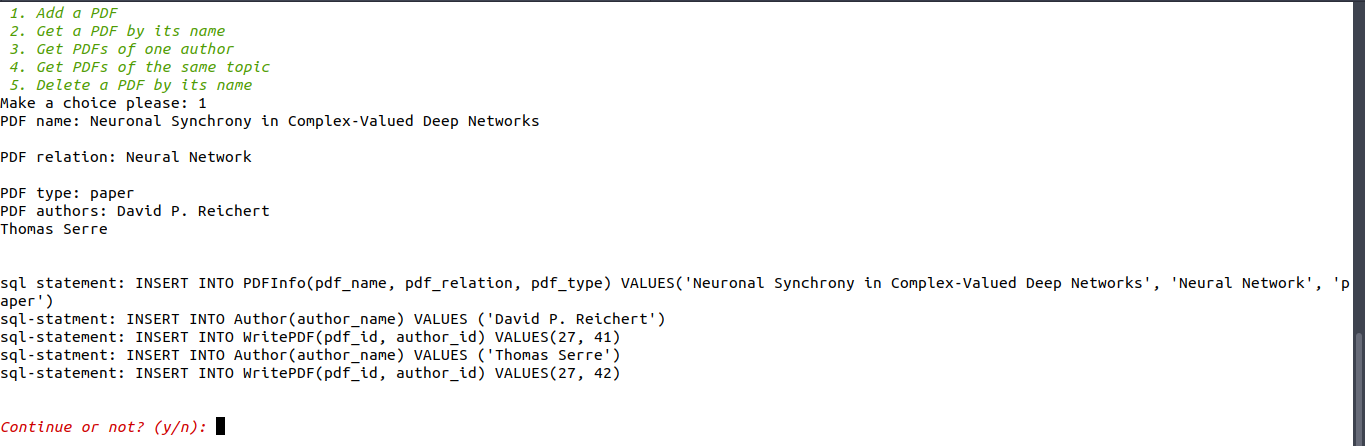 1. Add a PDF
2. Get a PDF by its name
3. Get PDFs of one author
4. Get PDFs of the same topic
5. Delete a PDF by its name
Make a choice please: 1
PDF name: Neuronal Synchrony in Complex-Valued Deep Networks
PDF relation: Neural Network
PDF type: paper
PDF authors: David P. Reichert
Thomas Serre
sql statement: INSERT INTO PDFInfo(pdf_name, pdf_relation, pdf_type) VALUES('Neuronal Synchrony in Complex-Valued Deep Networks', 'Neural Network', 'p
aper')
sql-statment: INSERT INTO Author(author_name) VALUES ('David P. Reichert')
sql-statement: INSERT INTO WritePDF(pdf_id, author_id) VALUES(27, 41)
sql-statment: INSERT INTO Author(author_name) VALUES ('Thomas Serre')
sql-statement: INSERT INTO WritePDF(pdf_id, author_id) VALUES(27, 42)
Continue or not? (y/n):